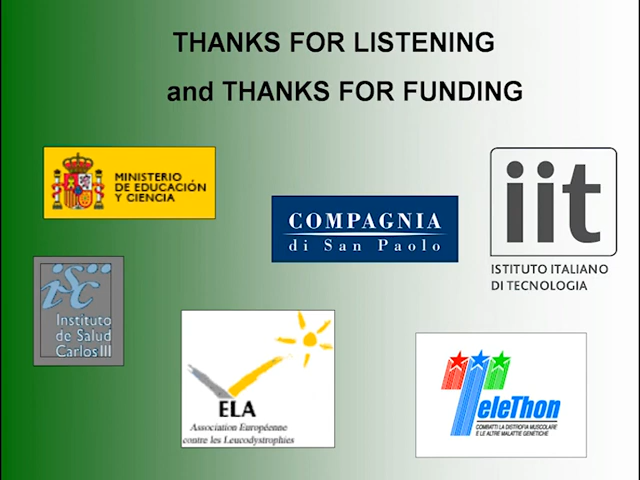 THANKS FOR LISTENING
and THANKS FOR FUNDING
MINISTERIO
DE EDUCACIÓN
Y CIENCIA
COMPAGNIA
di San Paolo
iit
ISTITUTO ITALIANO
DI TECNOLOGIA
isc iii
Instituto
de Salud
Carlos III
ELA
Association Européenne
contre les Leucodystrophies
TeleThon
COMBATTI LA DISTROFIA MUSCOLARE
E LE ALTRE MALATTIE GENETICHE